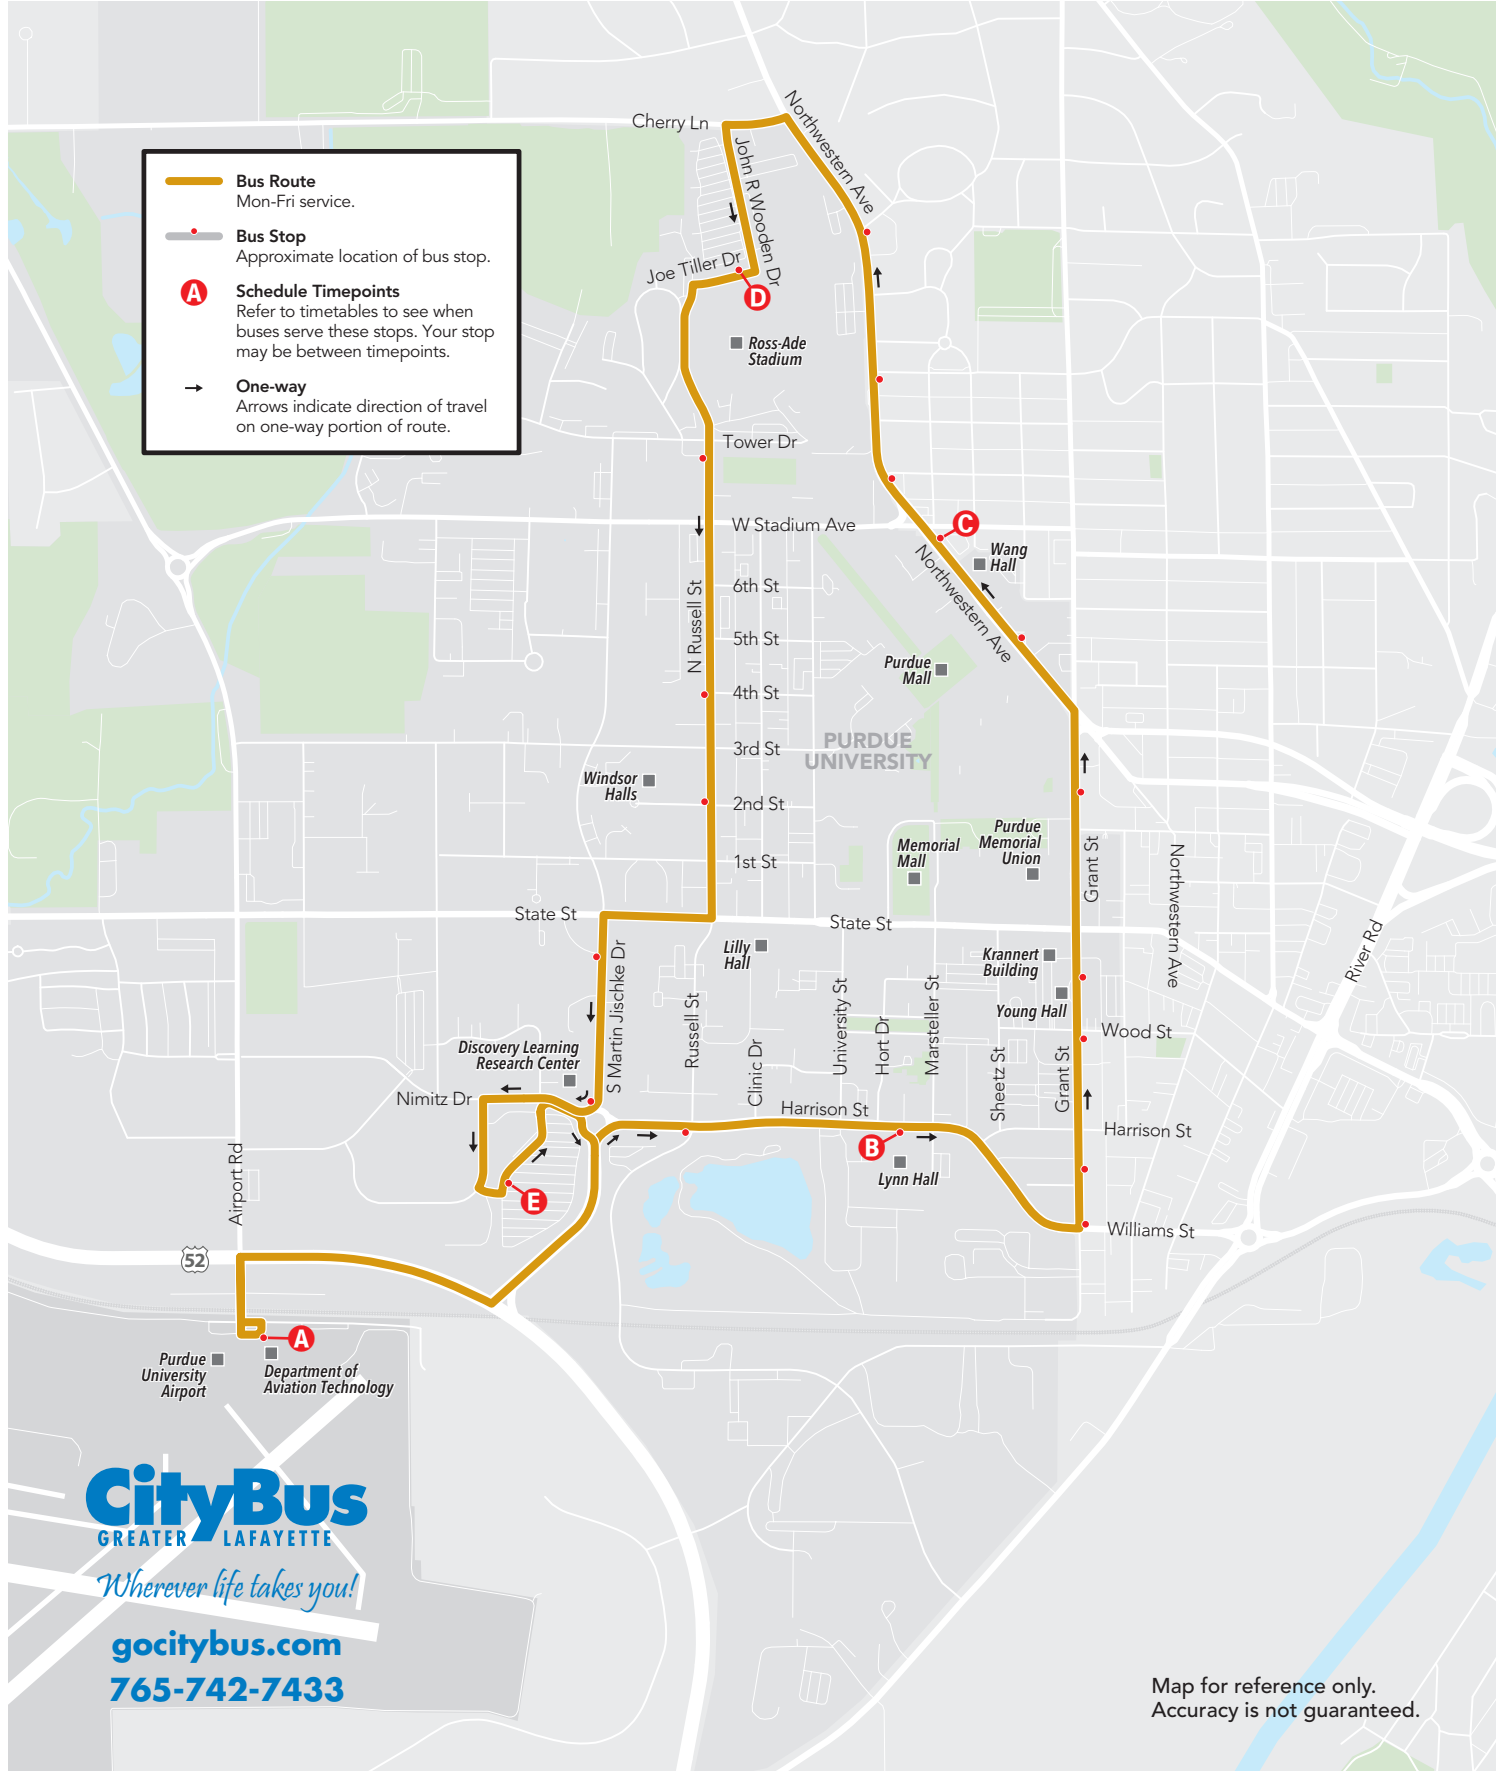 Cherry Ln
Northwestern Ave
John R Wooden Dr
Bus Route
Mon-Fri service.
Bus Stop
Approximate location of bus stop.
A
Schedule Timepoints
Refer to timetables to see when
buses serve these stops. Your stop
may be between timepoints.
One-way
Arrows indicate direction of travel
on one-way portion of route.
Joe Tiller Dr
D
Ross-Ade
Stadium
Tower Dr
W Stadium Ave
C
Wang
Hall
Northwestern Ave
6th St
N Russell St
5th St
4th St
Purdue
Mall
3rd St
PURDUE
UNIVERSITY
Windsor
Halls
2nd St
1st St
Memorial
Mall
Purdue
Memorial
Union
Grant St
Northwestern Ave
State St
State St
River Rd
Lilly
Hall
Krannert
Building
Young Hall
S Martin Jischke Dr
Russell St
Clinic Dr
University St
Hort Dr
Marsteller St
Sheetz St
Grant St
Wood St
Discovery Learning
Research Center
Nimitz Dr
Harrison St
Harrison St
B
Lynn Hall
Airport Rd
E
Williams St
52
A
Purdue
University
Airport
Department of
Aviation Technology
CityBus
GREATER LAFAYETTE
Wherever life takes you!
gocitybus.com
765-742-7433
Map for reference only.
Accuracy is not guaranteed.